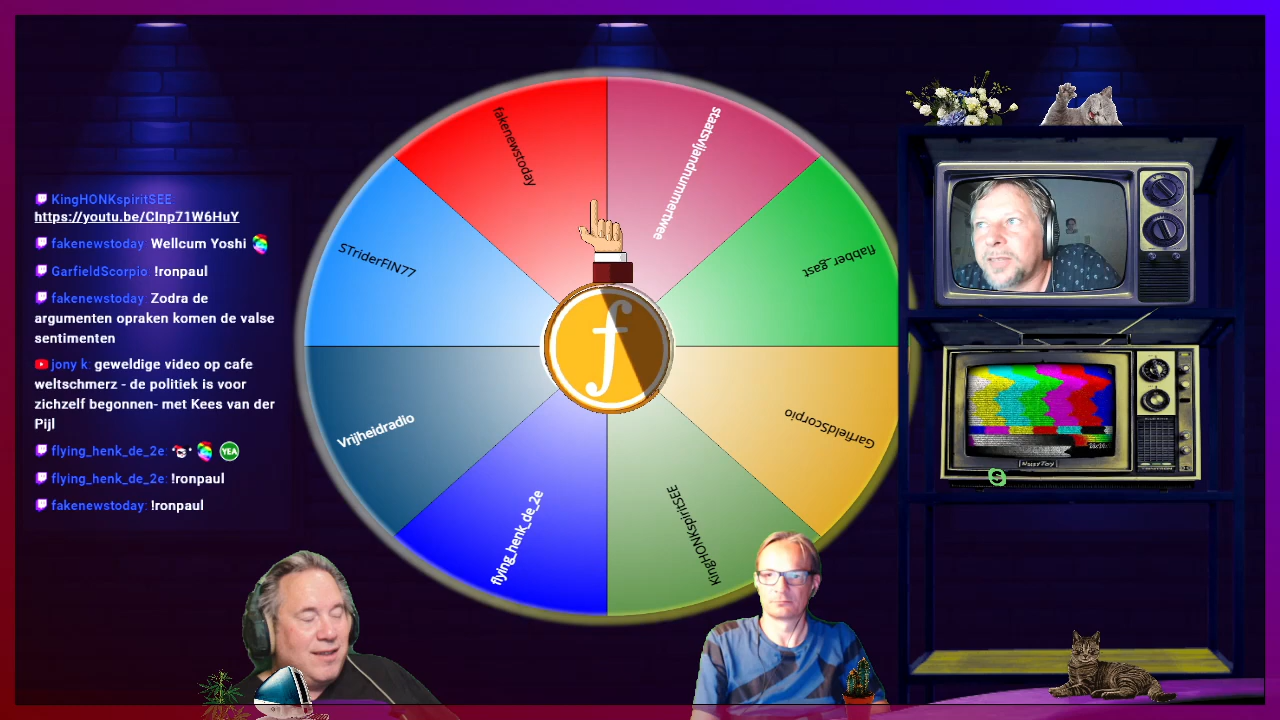 KingHONKspiritSEE
https://youtu.be/CInp71W6HuY
fakenewstoday: Wellcum Yoshi
GarfieldScorpio: !ronpaul
fakenewstoday: Zodra de
argumenten opraken komen de valse
sentimenten
jony k: geweldige video op cafe
weltschmerz - de politiek is voor
zichzelf begonnen- met Kees van der
Pijl
flying_henk_de_2e: YEA
flying_henk_de_2e: !ronpaul
fakenewstoday: !ronpaul
fakenewstoday
staatsvijandnummertwee
flabber_gast
GarfieldScorpio
KingHONKspiritSEE
flying_henk_de_2e
Vrijheidradio
STriderFIN77
f